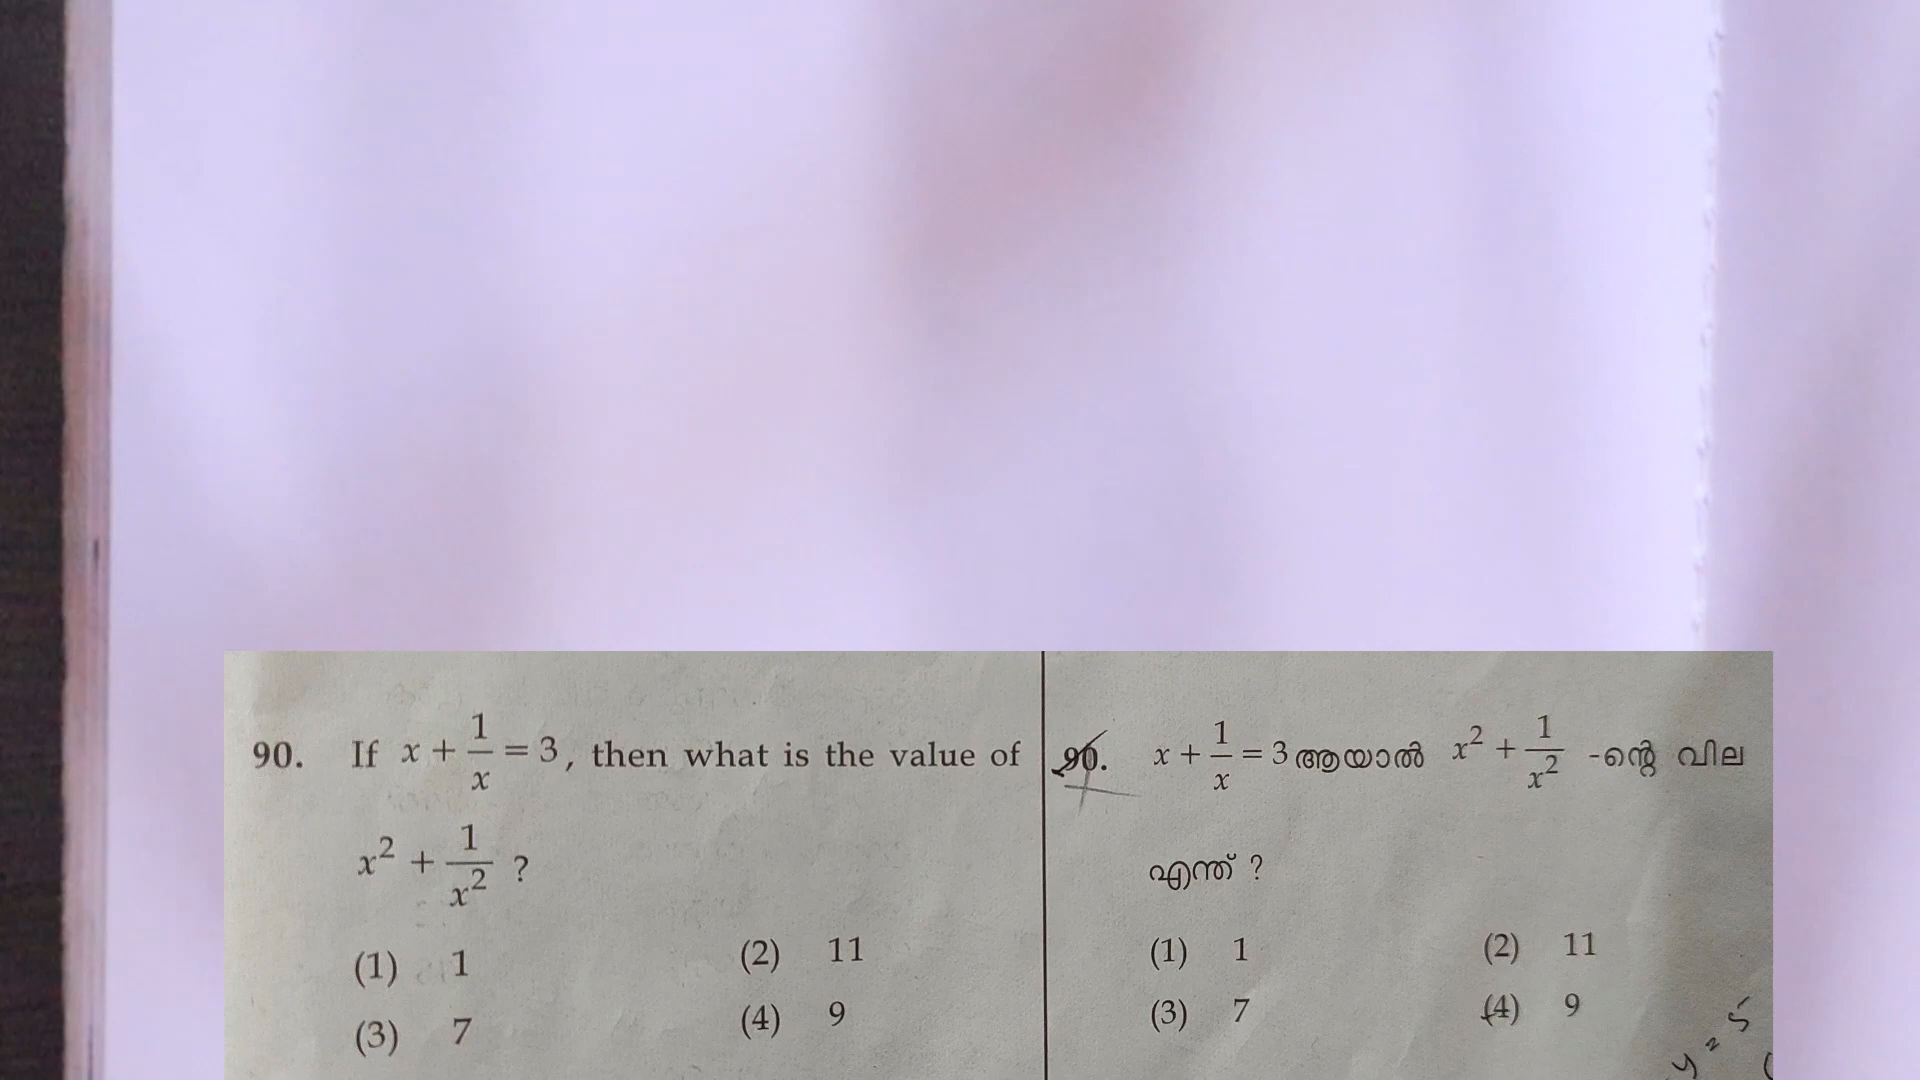 90. If x + 1/x = 3, then what is the value of
x² + 1/x² ?
(1) 1 (2) 11
(3) 7 (4) 9
90. x + 1/x = 3 ആയാൽ x² + 1/x² -ന്റെ വില
എന്ത് ?
(1) 1 (2) 11
(3) 7 (4) 9
y = 5